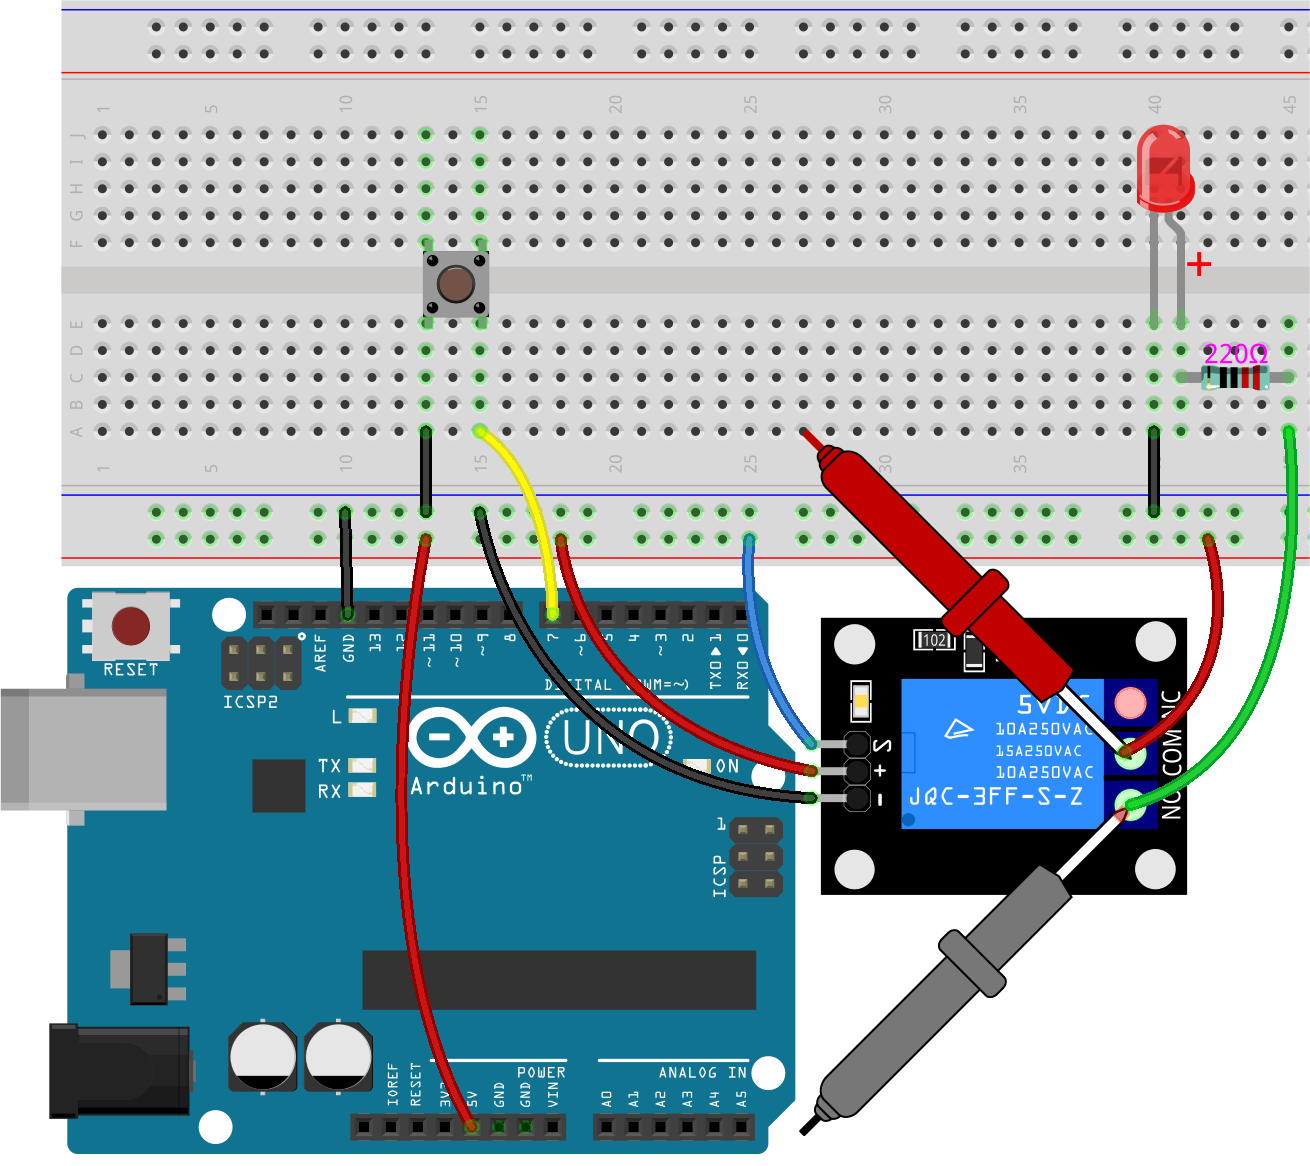 1 5 10 15 20 25 30 35 40 45
J
I
H
G
F
+
E
D
220Ω
C
B
A
1 5 10 15 20 25 30 35
RESET
ICSP2
AREF
GND
13
12
~11
~10
~9
8
7
~6
5
4
~3
2
TX0▶1
RX0◀0
DIGITAL (PWM=~)
L
TX
RX
UNO
ON
Arduino™
1
ICSP
102
5VDC
10A250VAC
15A250VAC
10A250VAC
JQC-3FF-S-Z
S
+
-
NC
COM
NO
POWER
ANALOG IN
IOREF
RESET
3V3
5V
GND
GND
VIN
A0
A1
A2
A3
A4
A5